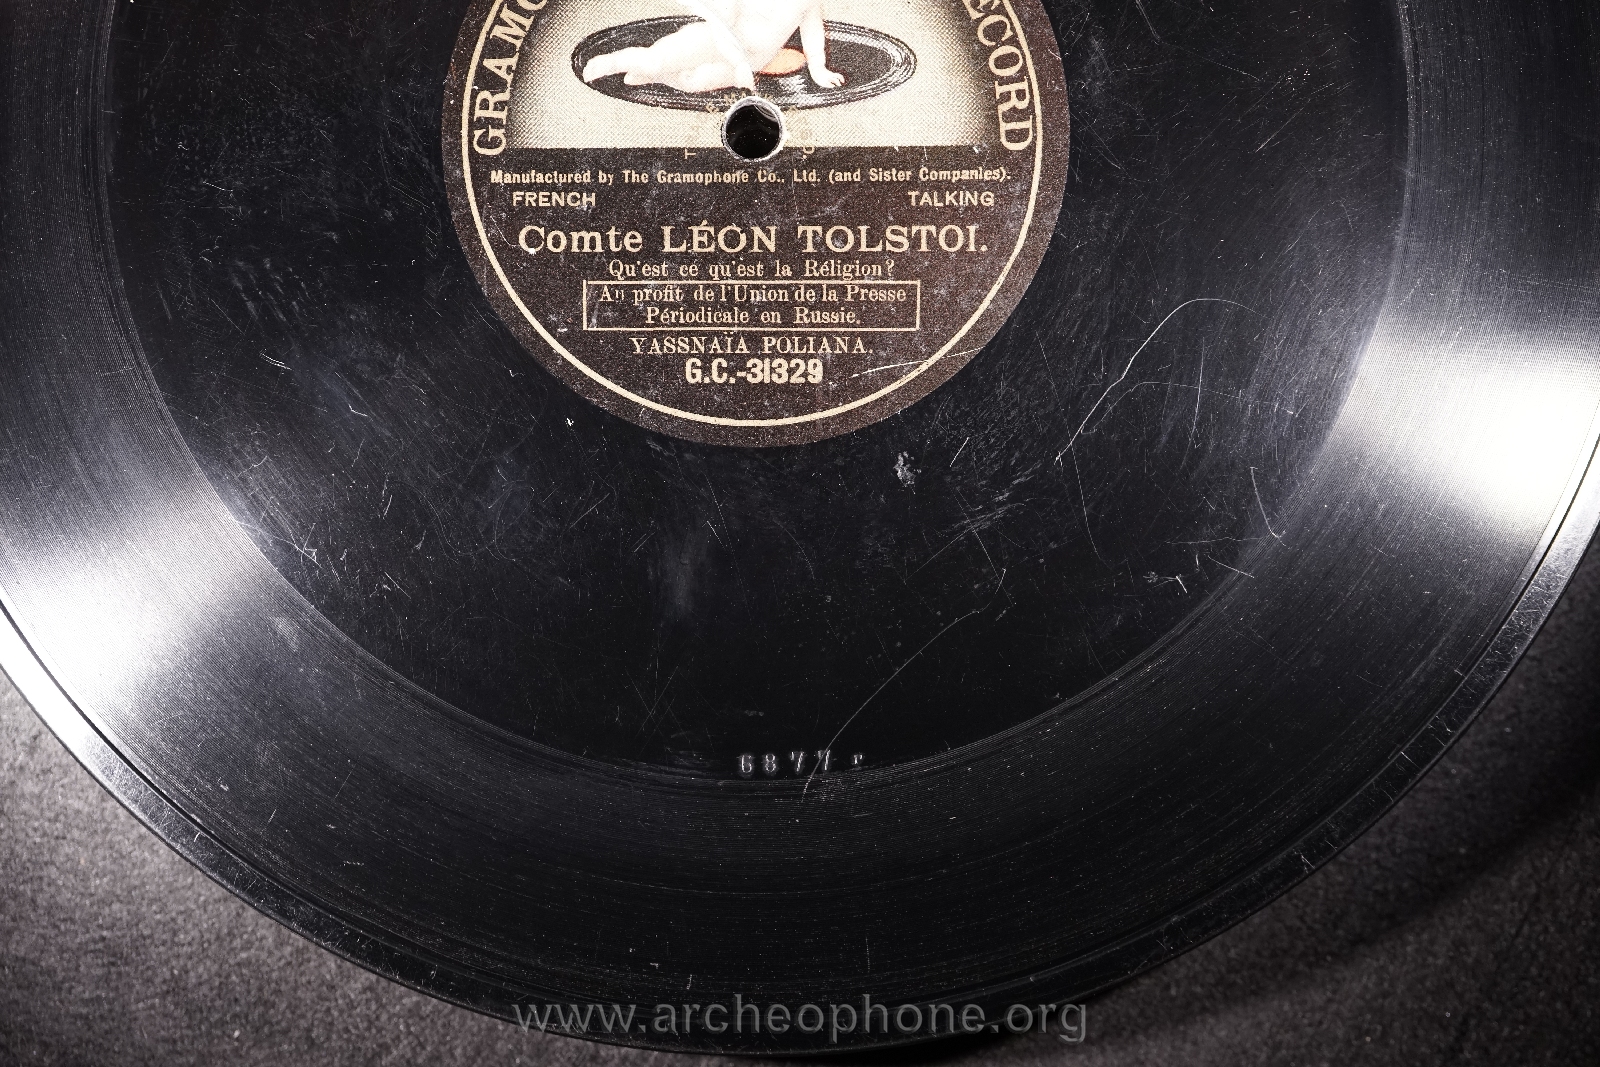 GRAMO
ECORD
Manufactured by The Gramophone Co., Ltd. (and Sister Companies).
FRENCH TALKING
Comte LÉON TOLSTOI.
Qu'est ce qu'est la Réligion?
Au profit de l'Union de la Presse
Périodicale en Russie.
YASSNAÏA POLIANA.
G.C.-31329
6877 r
www.archeophone.org